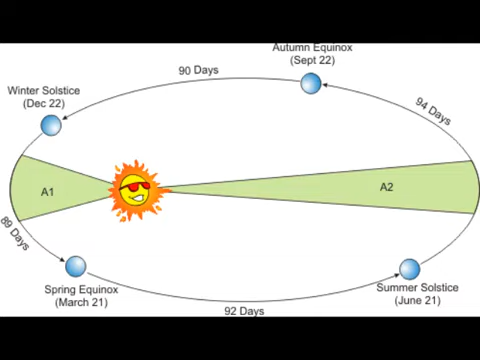 Autumn Equinox
(Sept 22)
90 Days
Winter Solstice
(Dec 22)
94 Days
A1
A2
89 Days
Spring Equinox
(March 21)
Summer Solstice
(June 21)
92 Days